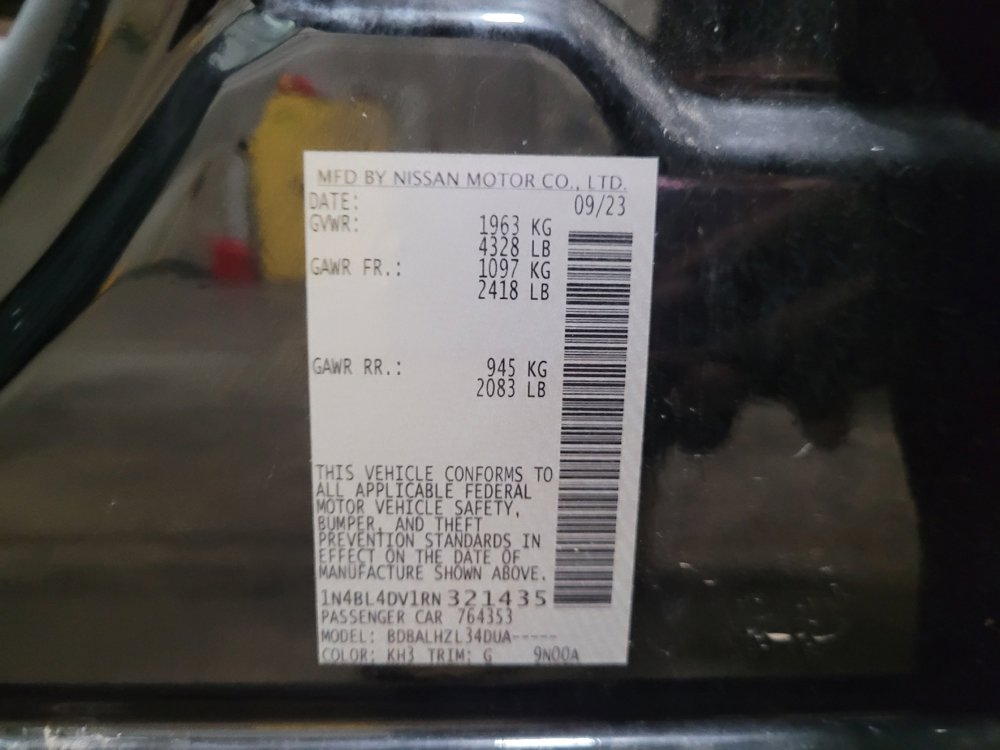 MFD BY NISSAN MOTOR CO., LTD.
DATE: 09/23
GVWR: 1963 KG
4328 LB
GAWR FR.: 1097 KG
2418 LB
GAWR RR.: 945 KG
2083 LB
THIS VEHICLE CONFORMS TO
ALL APPLICABLE FEDERAL
MOTOR VEHICLE SAFETY,
BUMPER, AND THEFT
PREVENTION STANDARDS IN
EFFECT ON THE DATE OF
MANUFACTURE SHOWN ABOVE.
1N4BL4DV1RN321435
PASSENGER CAR 764353
MODEL: BDBALHZL34DUA-----
COLOR: KH3 TRIM: G 9N00A